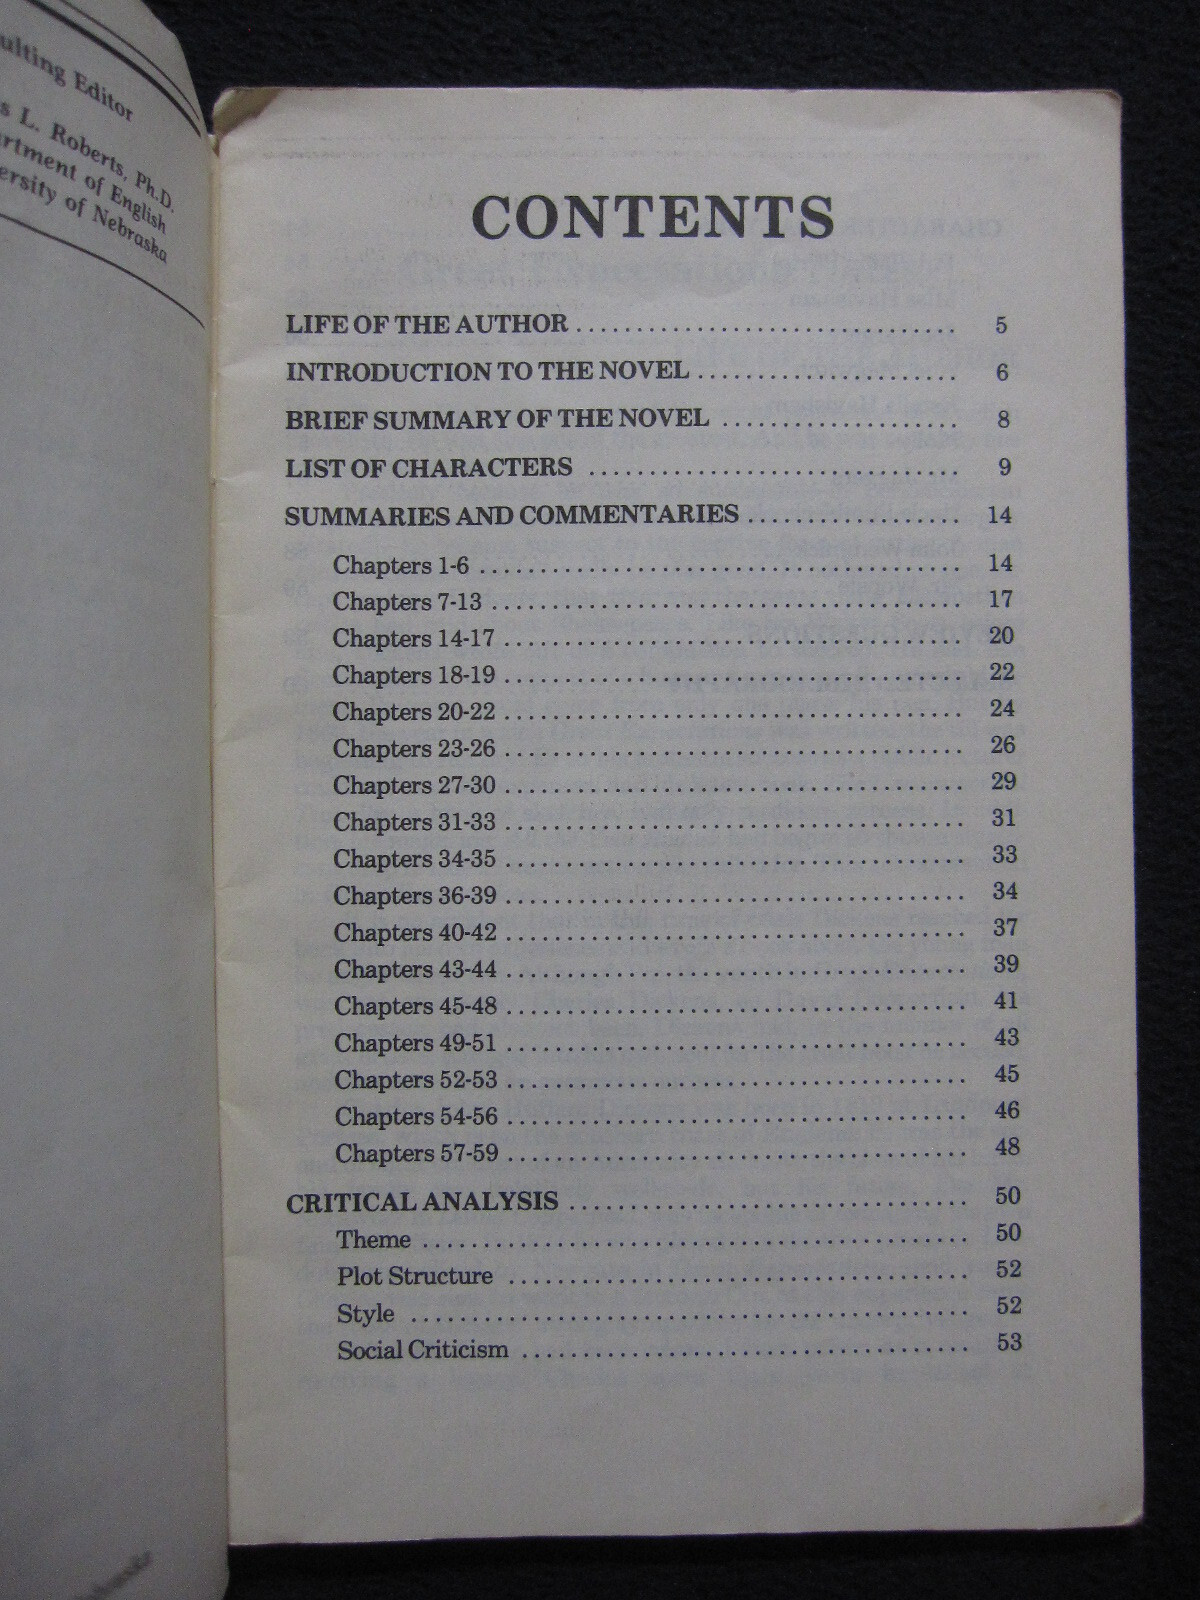 ulting Editor
s L. Roberts, Ph.D.
rtment of English
ersity of Nebraska
CONTENTS
LIFE OF THE AUTHOR ................................ 5
INTRODUCTION TO THE NOVEL ...................... 6
BRIEF SUMMARY OF THE NOVEL .................... 8
LIST OF CHARACTERS ............................... 9
SUMMARIES AND COMMENTARIES .................. 14
Chapters 1-6 ........................................ 14
Chapters 7-13 ....................................... 17
Chapters 14-17 ...................................... 20
Chapters 18-19 ...................................... 22
Chapters 20-22 ...................................... 24
Chapters 23-26 ...................................... 26
Chapters 27-30 ...................................... 29
Chapters 31-33 ...................................... 31
Chapters 34-35 ...................................... 33
Chapters 36-39 ...................................... 34
Chapters 40-42 ...................................... 37
Chapters 43-44 ...................................... 39
Chapters 45-48 ...................................... 41
Chapters 49-51 ...................................... 43
Chapters 52-53 ...................................... 45
Chapters 54-56 ...................................... 46
Chapters 57-59 ...................................... 48
CRITICAL ANALYSIS ................................. 50
Theme ............................................. 50
Plot Structure ...................................... 52
Style .............................................. 52
Social Criticism ..................................... 53